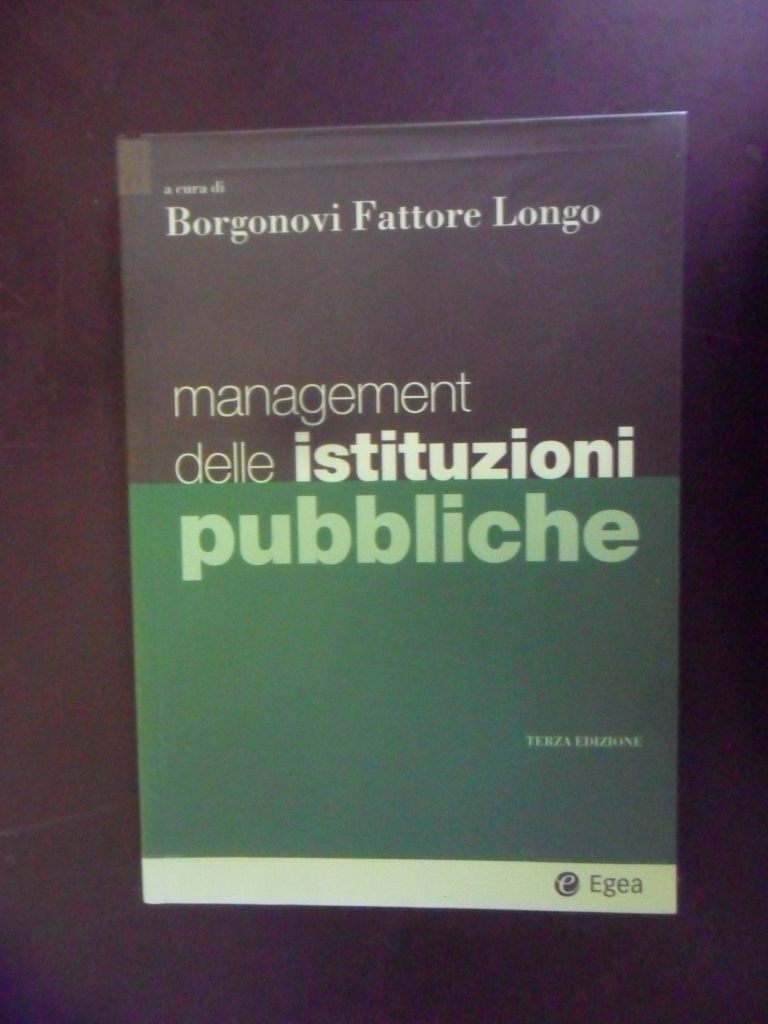 a cura di
Borgonovi Fattore Longo
management
delle istituzioni
pubbliche
TERZA EDIZIONE
e Egea